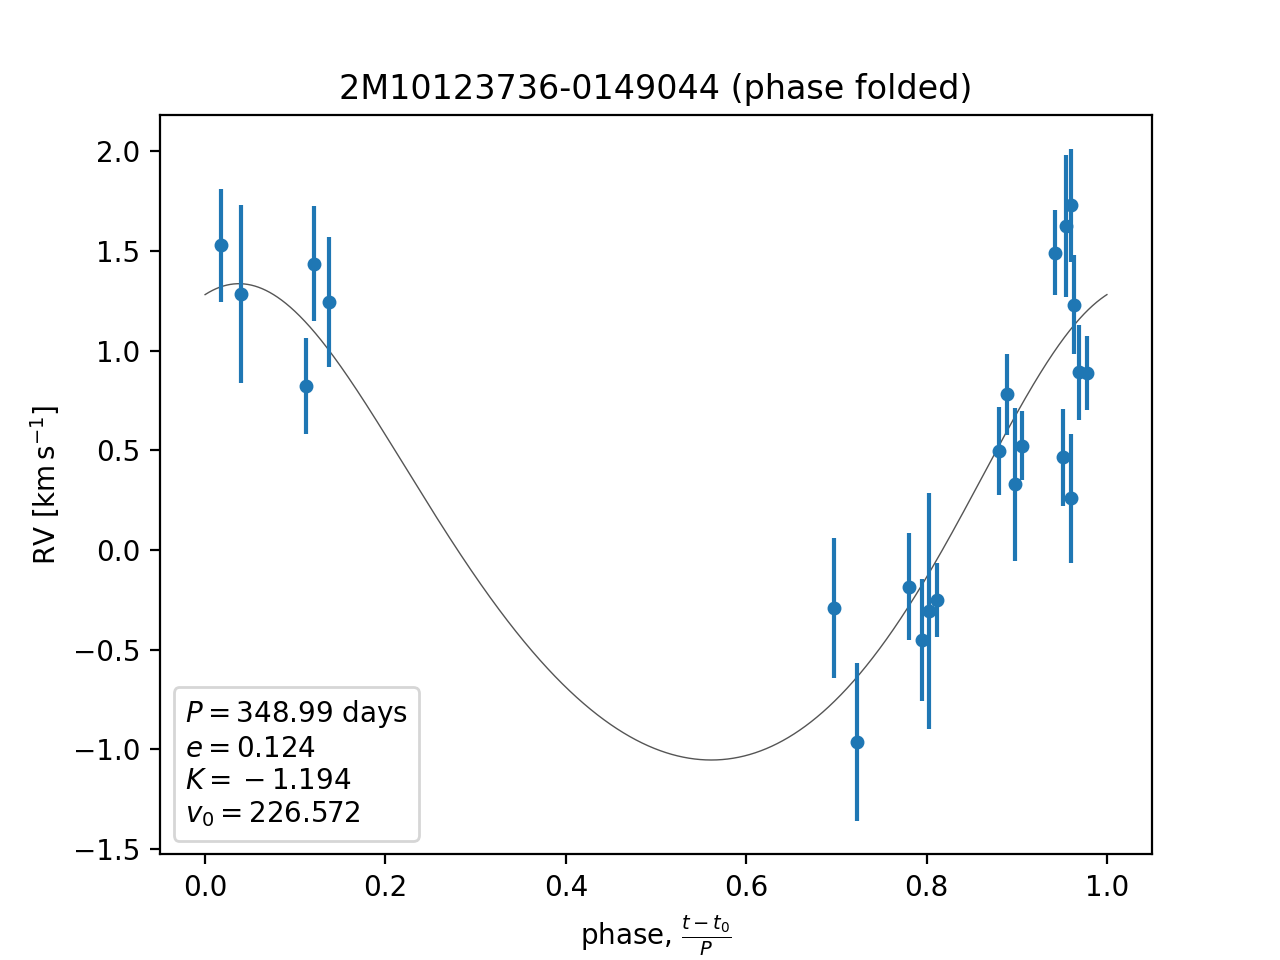 2M10123736-0149044 (phase folded)
2.0
1.5
1.0
0.5
0.0
−0.5
−1.0
−1.5
RV [km s⁻¹]
P = 348.99 days
e = 0.124
K = −1.194
v₀ = 226.572
0.0 0.2 0.4 0.6 0.8 1.0
phase, (t − t₀)/P